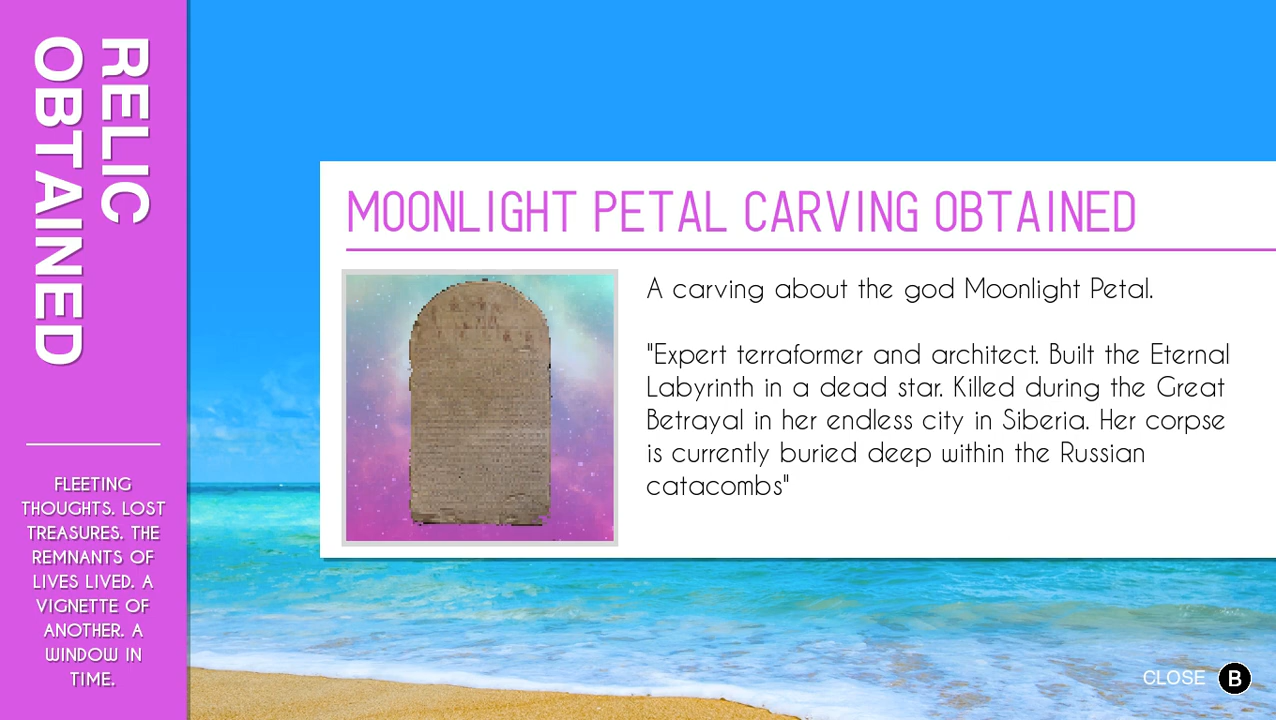 RELIC
OBTAINED
FLEETING
THOUGHTS. LOST
TREASURES. THE
REMNANTS OF
LIVES LIVED. A
VIGNETTE OF
ANOTHER. A
WINDOW IN
TIME.
MOONLIGHT PETAL CARVING OBTAINED
A carving about the god Moonlight Petal.
"Expert terraformer and architect. Built the Eternal
Labyrinth in a dead star. Killed during the Great
Betrayal in her endless city in Siberia. Her corpse
is currently buried deep within the Russian
catacombs"
CLOSE B